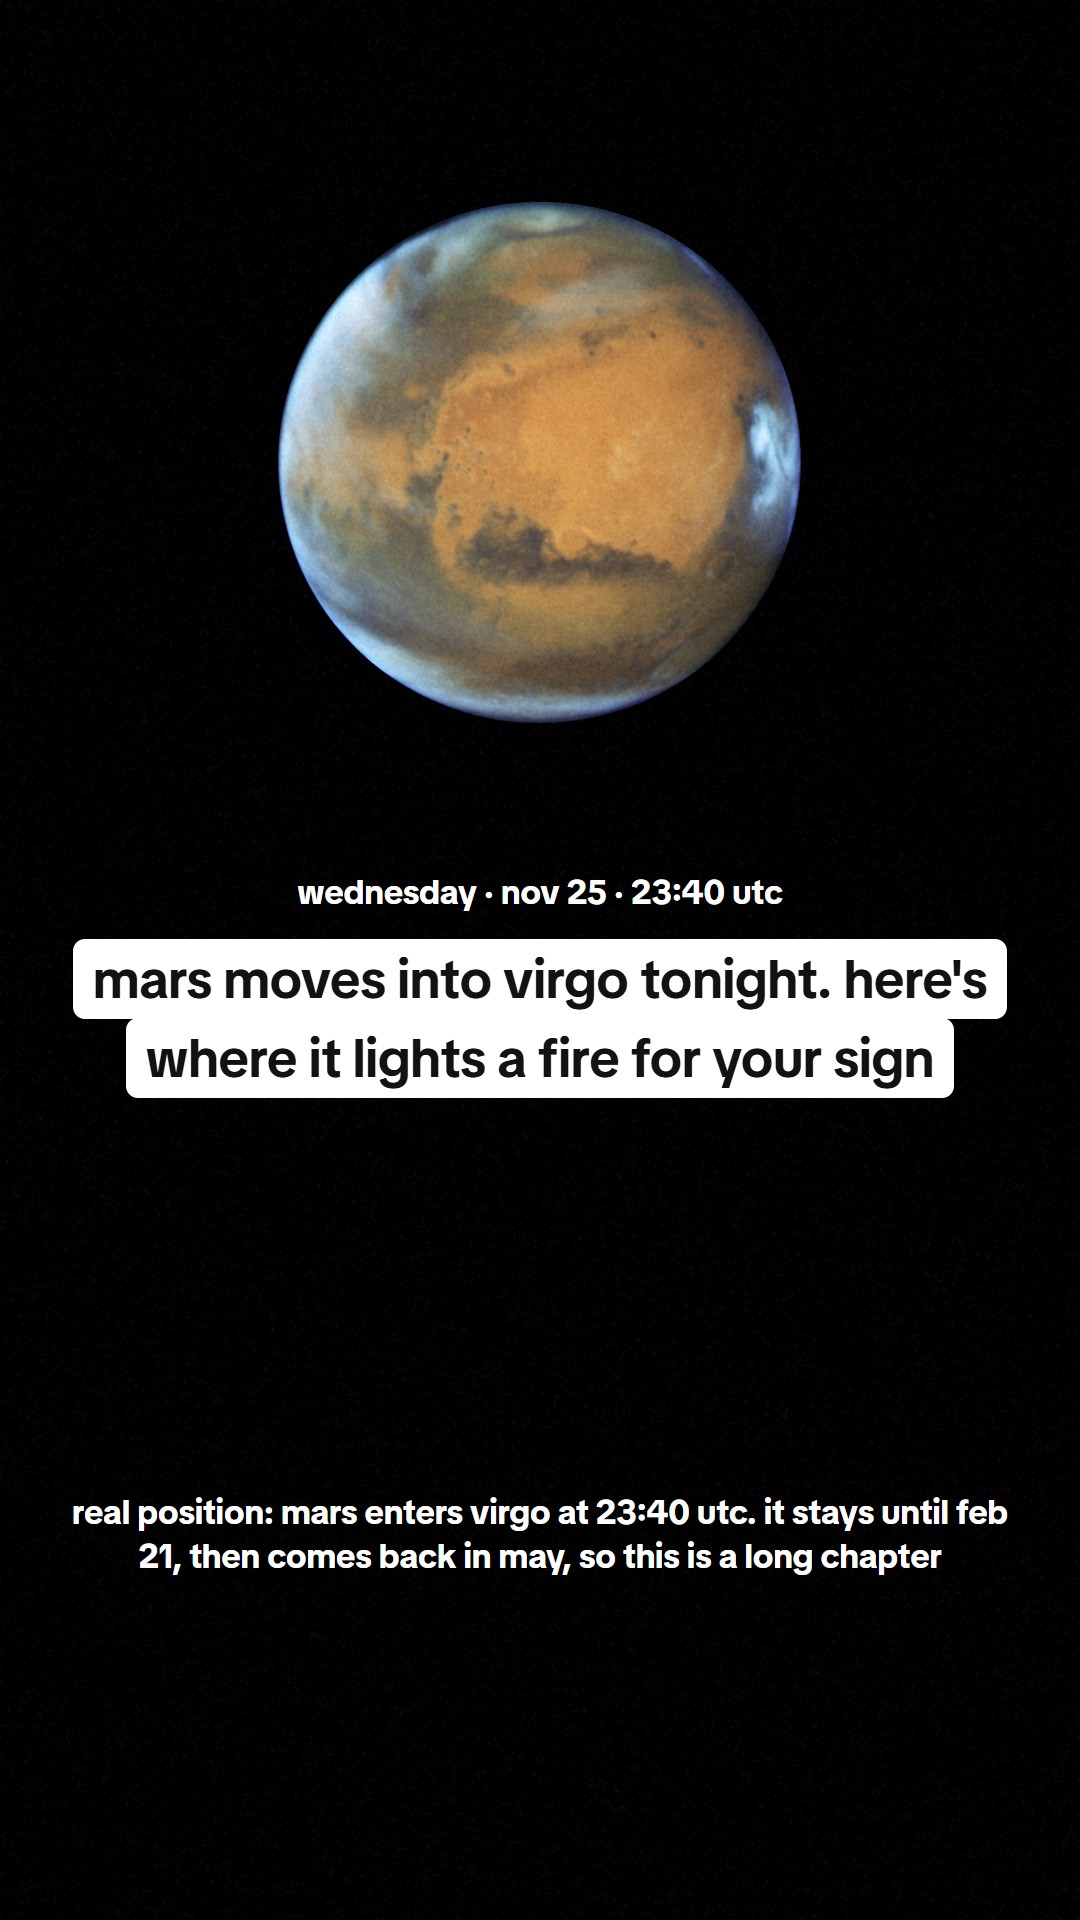 wednesday · nov 25 · 23:40 utc
mars moves into virgo tonight. here's
where it lights a fire for your sign
real position: mars enters virgo at 23:40 utc. it stays until feb
21, then comes back in may, so this is a long chapter